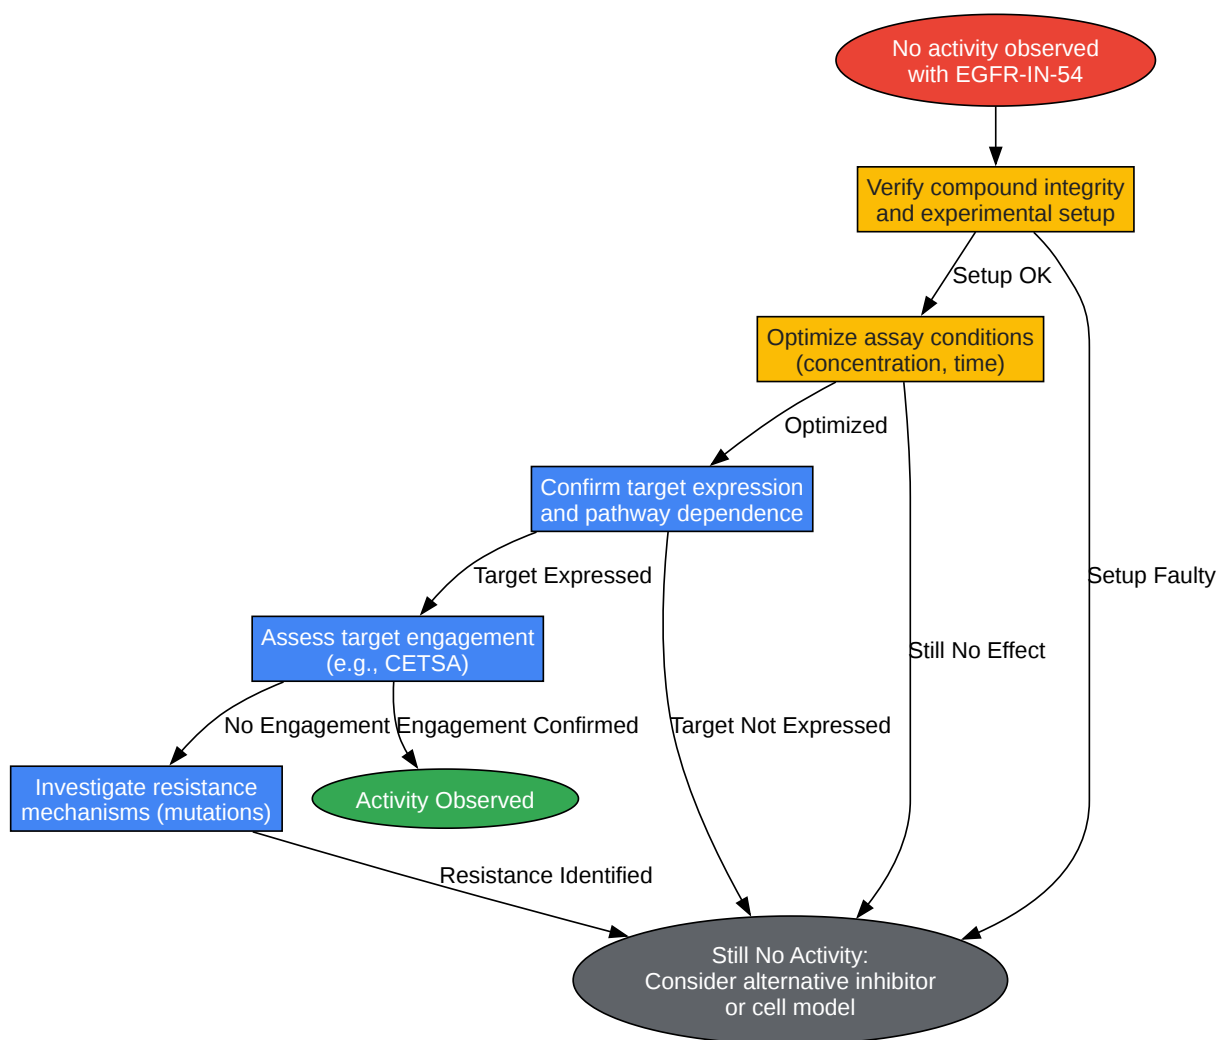 No activity observed
with EGFR-IN-54
Verify compound integrity
and experimental setup
Setup OK
Optimize assay conditions
(concentration, time)
Optimized
Confirm target expression
and pathway dependence
Target Expressed
Setup Faulty
Assess target engagement
(e.g., CETSA)
Still No Effect
No Engagement
Engagement Confirmed
Target Not Expressed
Investigate resistance
mechanisms (mutations)
Activity Observed
Resistance Identified
Still No Activity:
Consider alternative inhibitor
or cell model